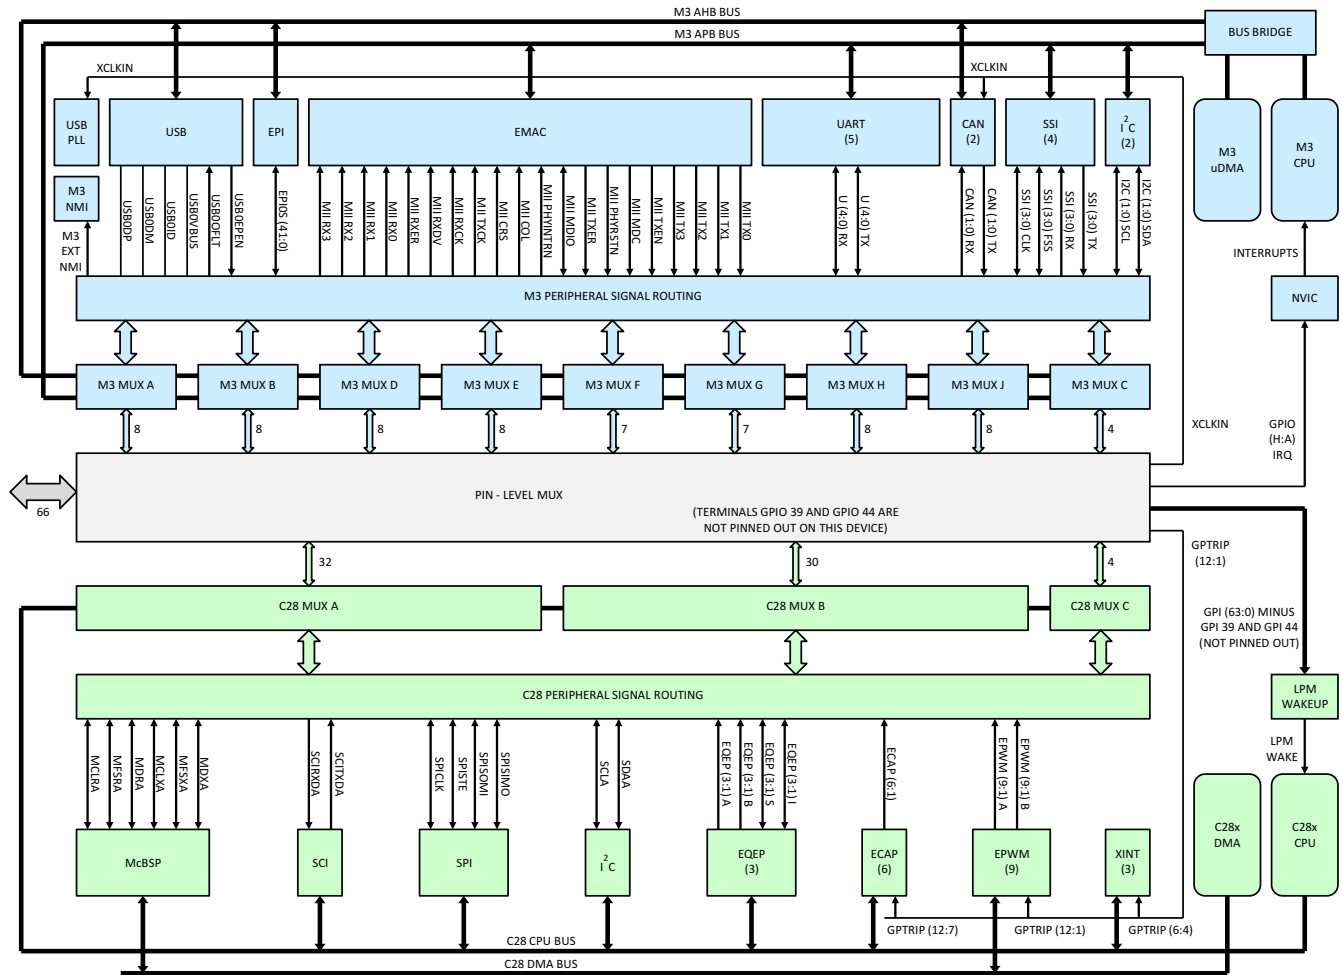 M3 AHB BUS
M3 APB BUS
BUS BRIDGE
XCLKIN
XCLKIN
USB
PLL
USB
EPI
EMAC
UART
(5)
CAN
(2)
SSI
(4)
I2C
(2)
M3
uDMA
M3
CPU
M3
NMI
M3
EXT
NMI
USB0DP
USB0DM
USB0ID
USB0VBUS
USB0OFLT
USB0EPEN
EPI0S (41:0)
MII RX3
MII RX2
MII RX1
MII RX0
MII RXER
MII RXDV
MII RXCK
MII TXCK
MII CRS
MII COL
MII PHYINTRN
MII MDIO
MII TXER
MII PHYRSTN
MII MDC
MII TXEN
MII TX3
MII TX2
MII TX1
MII TX0
U (4:0) RX
U (4:0) TX
CAN (1:0) RX
CAN (1:0) TX
SSI (3:0) CLK
SSI (3:0) FSS
SSI (3:0) RX
SSI (3:0) TX
I2C (1:0) SCL
I2C (1:0) SDA
INTERRUPTS
M3 PERIPHERAL SIGNAL ROUTING
NVIC
M3 MUX A
M3 MUX B
M3 MUX D
M3 MUX E
M3 MUX F
M3 MUX G
M3 MUX H
M3 MUX J
M3 MUX C
8
8
8
8
7
7
8
8
4
XCLKIN
GPIO
(H:A)
IRQ
PIN - LEVEL MUX
66
(TERMINALS GPIO 39 AND GPIO 44 ARE
NOT PINNED OUT ON THIS DEVICE)
32
30
4
GPTRIP
(12:1)
C28 MUX A
C28 MUX B
C28 MUX C
GPI (63:0) MINUS
GPI 39 AND GPI 44
(NOT PINNED OUT)
C28 PERIPHERAL SIGNAL ROUTING
LPM
WAKEUP
LPM
WAKE
MCLRA
MFSRA
MDRA
MCLXA
MFSXA
MDXA
SCIRXDA
SCITXDA
SPICLK
SPISTE
SPISOMI
SPISIMO
SCLA
SDAA
EQEP (3:1) A
EQEP (3:1) B
EQEP (3:1) S
EQEP (3:1) I
ECAP (6:1)
EPWM (9:1) A
EPWM (9:1) B
McBSP
SCI
SPI
I2C
EQEP
(3)
ECAP
(6)
EPWM
(9)
XINT
(3)
C28x
DMA
C28x
CPU
GPTRIP (12:7)
GPTRIP (12:1)
GPTRIP (6:4)
C28 CPU BUS
C28 DMA BUS